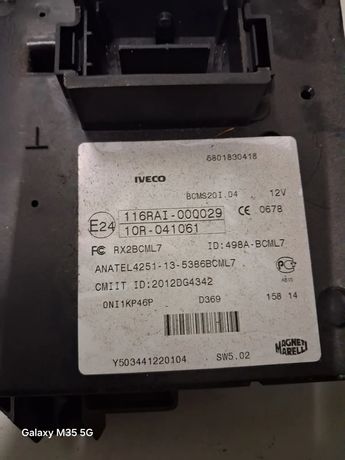 5801830418
IVECO
BCMS20I.04 12V
E24 116RAI-000029 CE 0678
10R-041061
FC RX2BCML7 ID:498A-BCML7
ANATEL4251-13-5386BCML7
CMIIT ID:2012DG4342
0NI1KP46P D369 158 14
Y503441220104 SW5.02
MAGNETI
MARELLI
Galaxy M35 5G